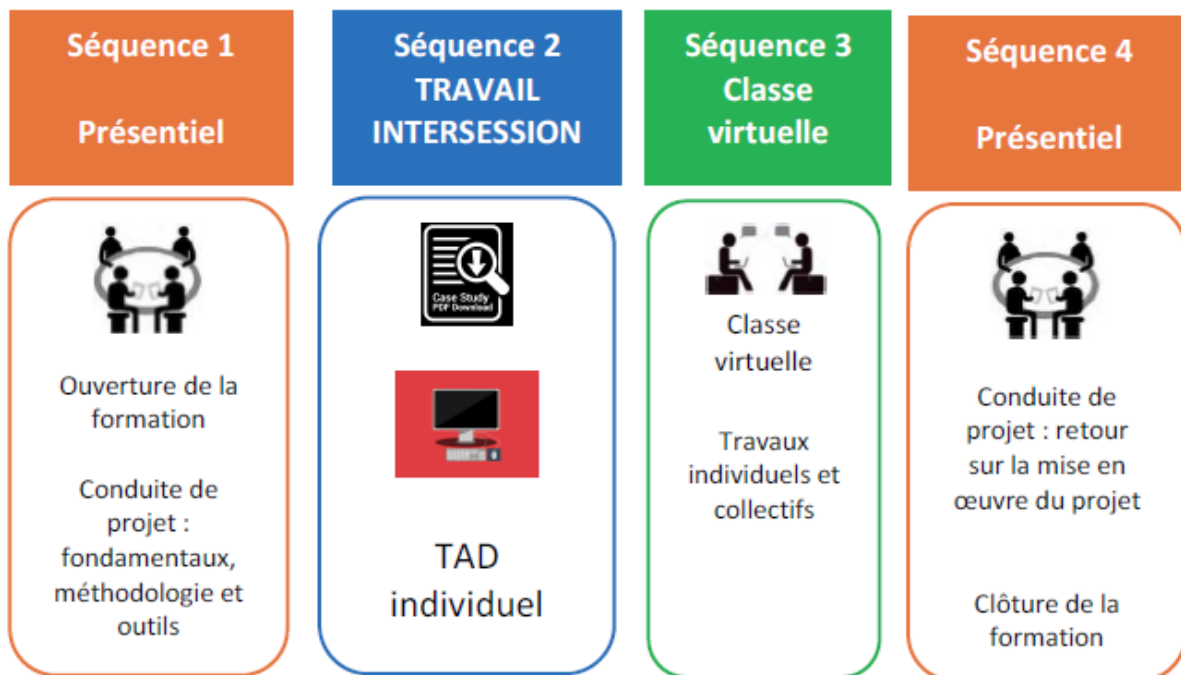 Séquence 1
Présentiel
Ouverture de la
formation
Conduite de
projet :
fondamentaux,
méthodologie et
outils
Séquence 2
TRAVAIL
INTERSESSION
Case Study
PDF Download
TAD
individuel
Séquence 3
Classe
virtuelle
Classe
virtuelle
Travaux
individuels et
collectifs
Séquence 4
Présentiel
Conduite de
projet : retour
sur la mise en
œuvre du projet
Clôture de la
formation